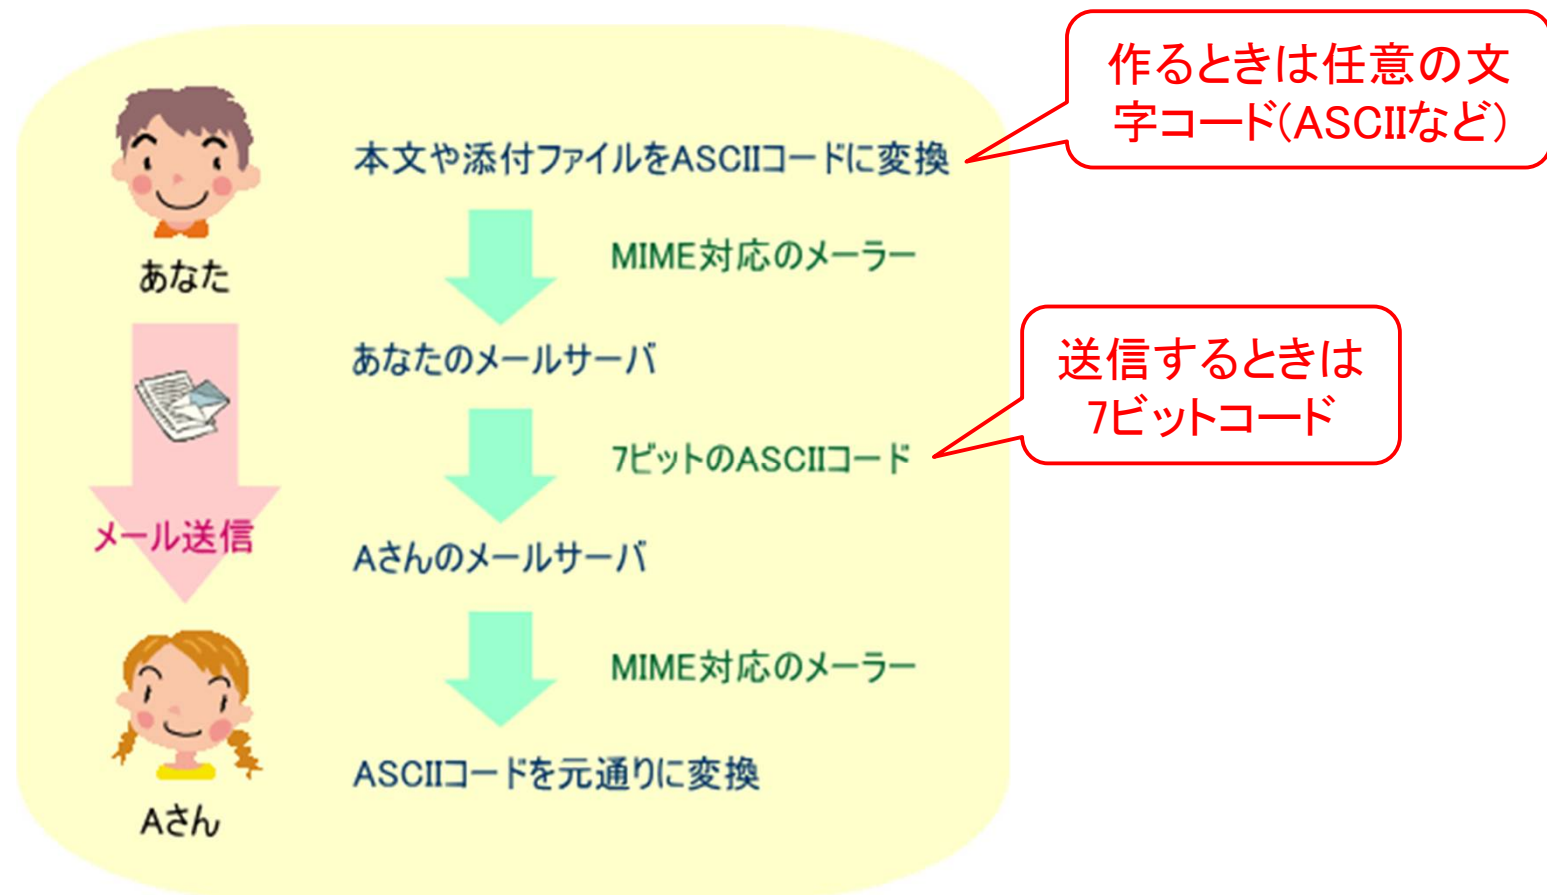 作るときは任意の文
字コード(ASCIIなど)
本文や添付ファイルをASCIIコードに変換
MIME対応のメーラー
あなた
送信するときは
7ビットコード
あなたのメールサーバ
7ビットのASCIIコード
メール送信
Aさんのメールサーバ
MIME対応のメーラー
ASCIIコードを元通りに変換
Aさん